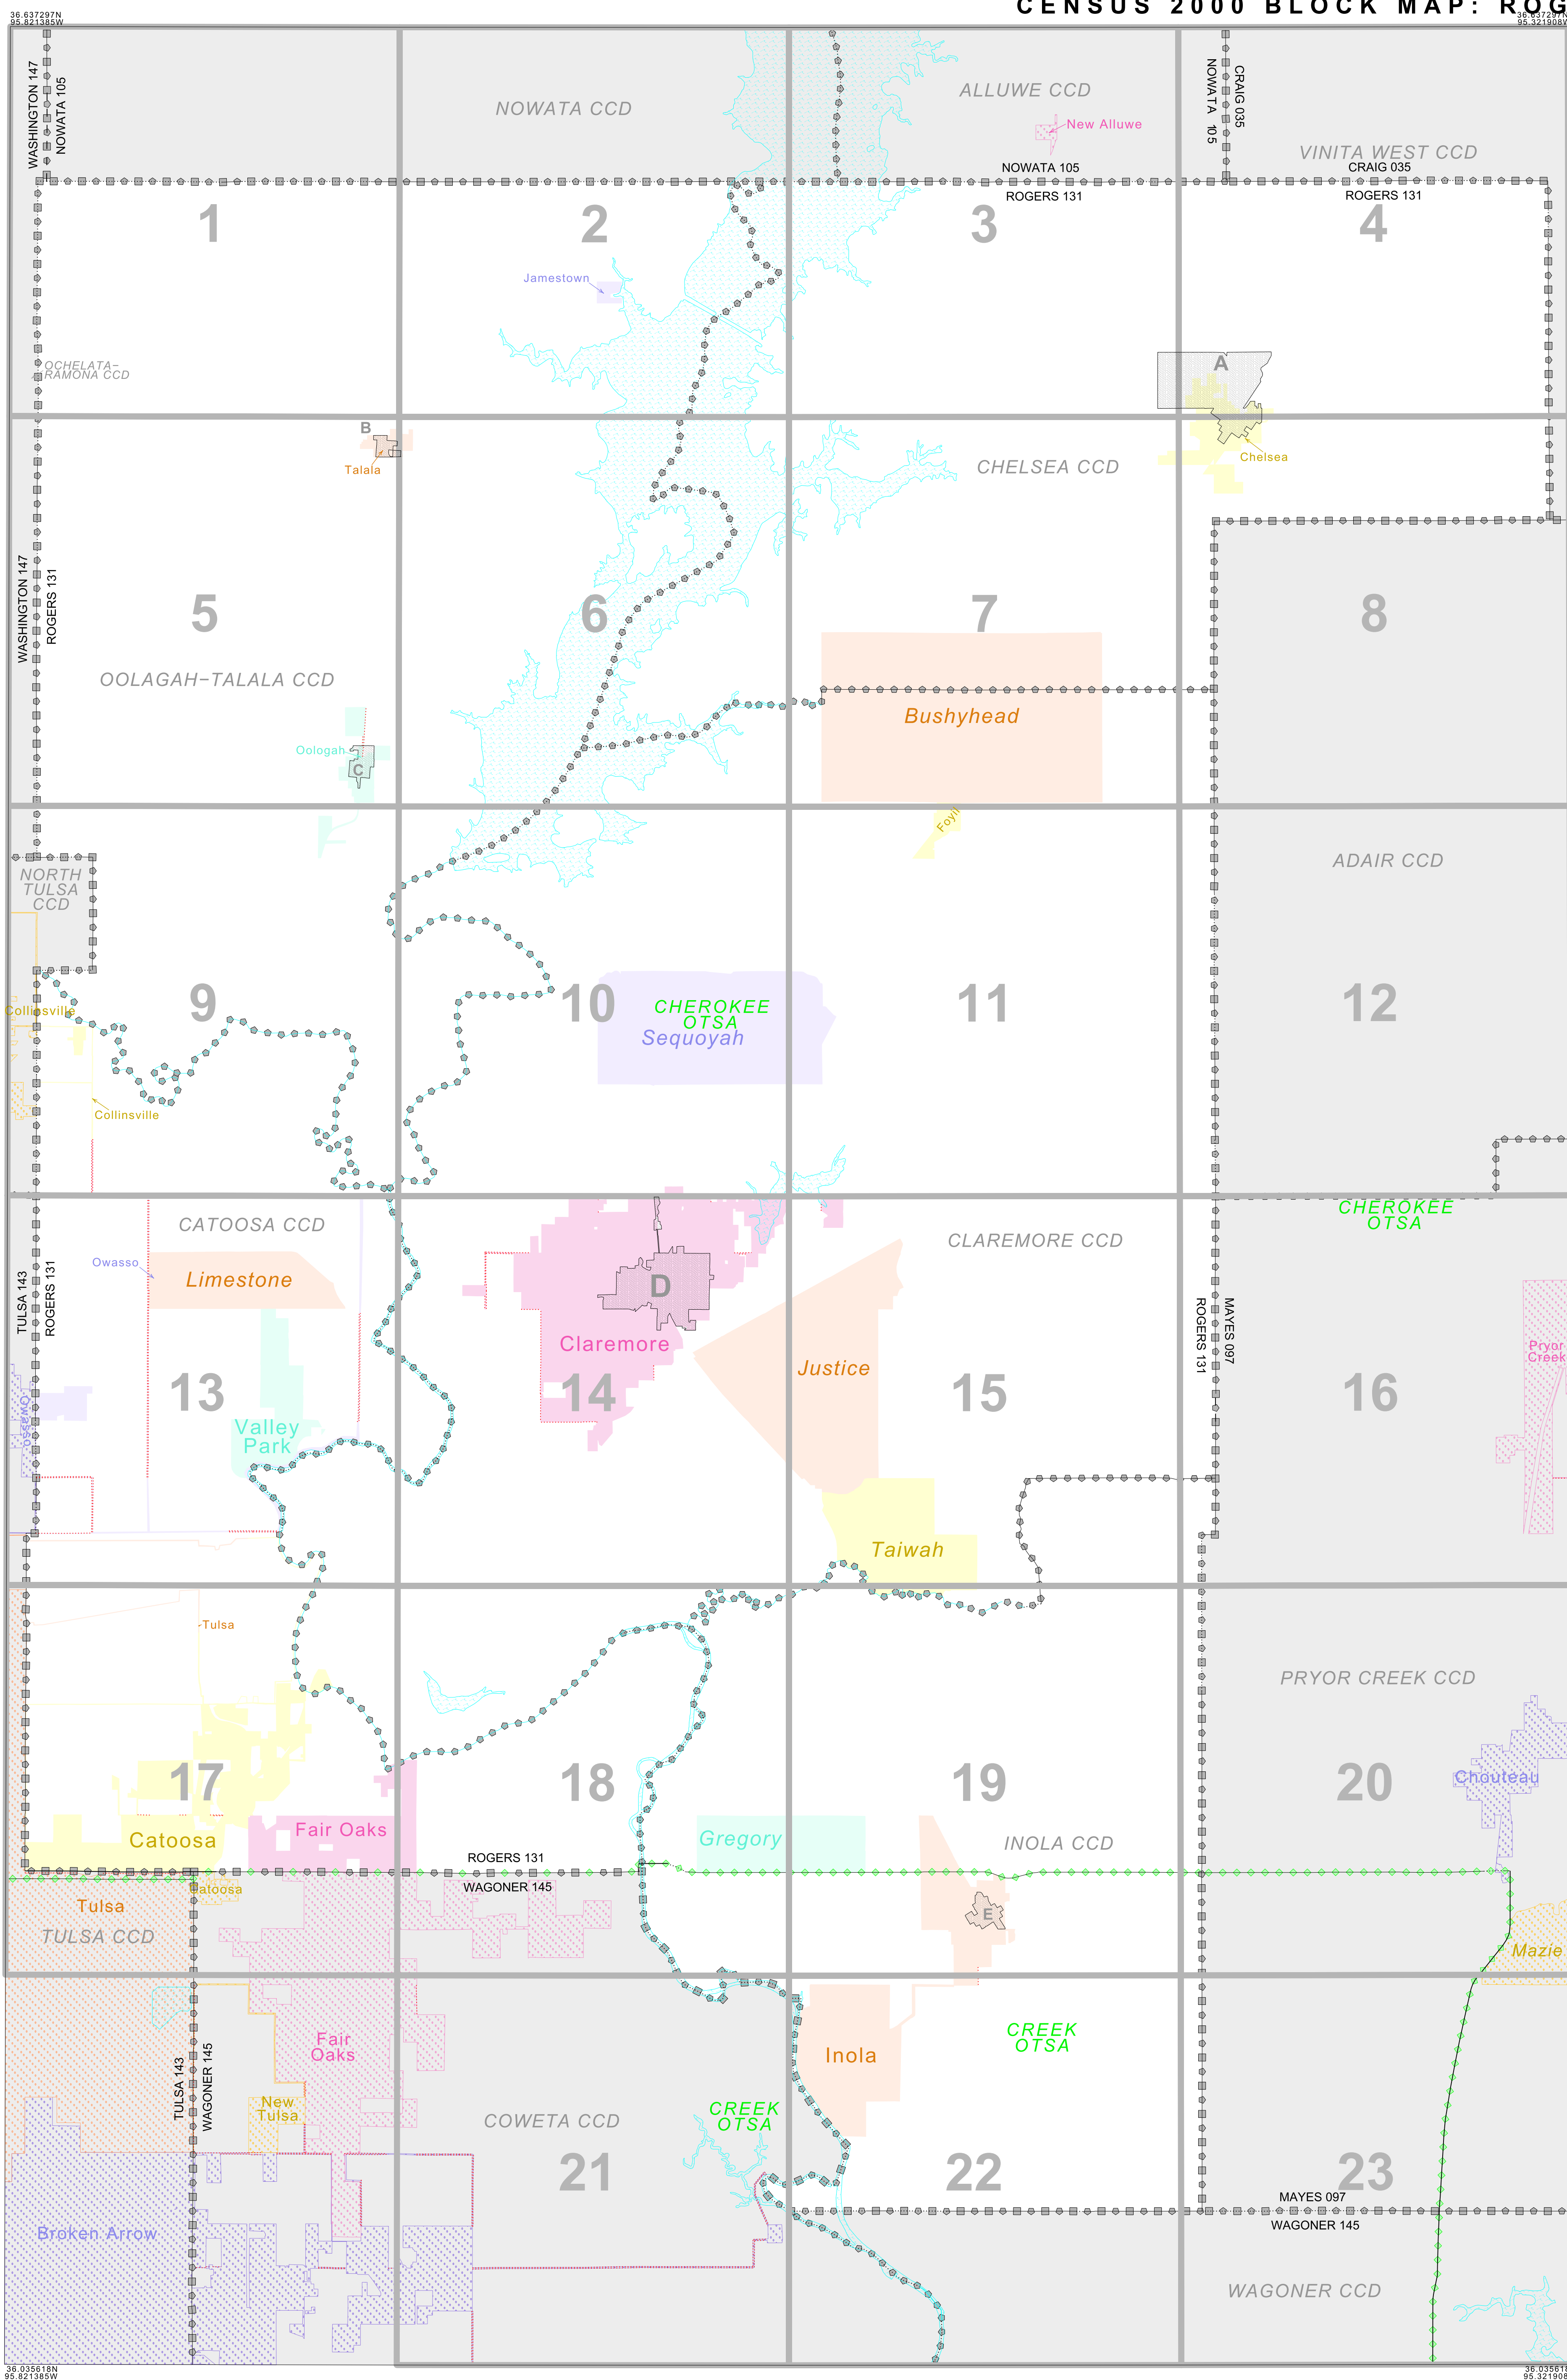 CENSUS 2000 BLOCK MAP: ROG
36.637297N
95.821385W
36.637297N
95.321908W
WASHINGTON 147
NOWATA 105
NOWATA CCD
ALLUWE CCD
New Alluwe
NOWATA 105
CRAIG 035
VINITA WEST CCD
NOWATA 105
ROGERS 131
CRAIG 035
ROGERS 131
1
2
3
4
Jamestown
OCHELATA-
RAMONA CCD
A
B
Talala
CHELSEA CCD
Chelsea
WASHINGTON 147
ROGERS 131
5
6
7
8
OOLAGAH-TALALA CCD
Bushyhead
Oologah
C
NORTH
TULSA
CCD
ADAIR CCD
Collinsville
9
10
11
12
CHEROKEE
OTSA
Sequoyah
Collinsville
CATOOSA CCD
CLAREMORE CCD
CHEROKEE
OTSA
Owasso
Limestone
D
TULSA 143
ROGERS 131
ROGERS 131
MAYES 097
Claremore
Justice
Pryor
Creek
Owasso
13
14
15
16
Valley
Park
Taiwah
Tulsa
PRYOR CREEK CCD
17
18
19
20
Chouteau
Catoosa
Fair Oaks
Gregory
INOLA CCD
ROGERS 131
WAGONER 145
Catoosa
Tulsa
TULSA CCD
E
Mazie
Fair
Oaks
CREEK
OTSA
Inola
TULSA 143
WAGONER 145
New
Tulsa
COWETA CCD
CREEK
OTSA
21
22
23
MAYES 097
WAGONER 145
Broken Arrow
WAGONER CCD
36.035618N
95.821385W
36.035618
95.321908